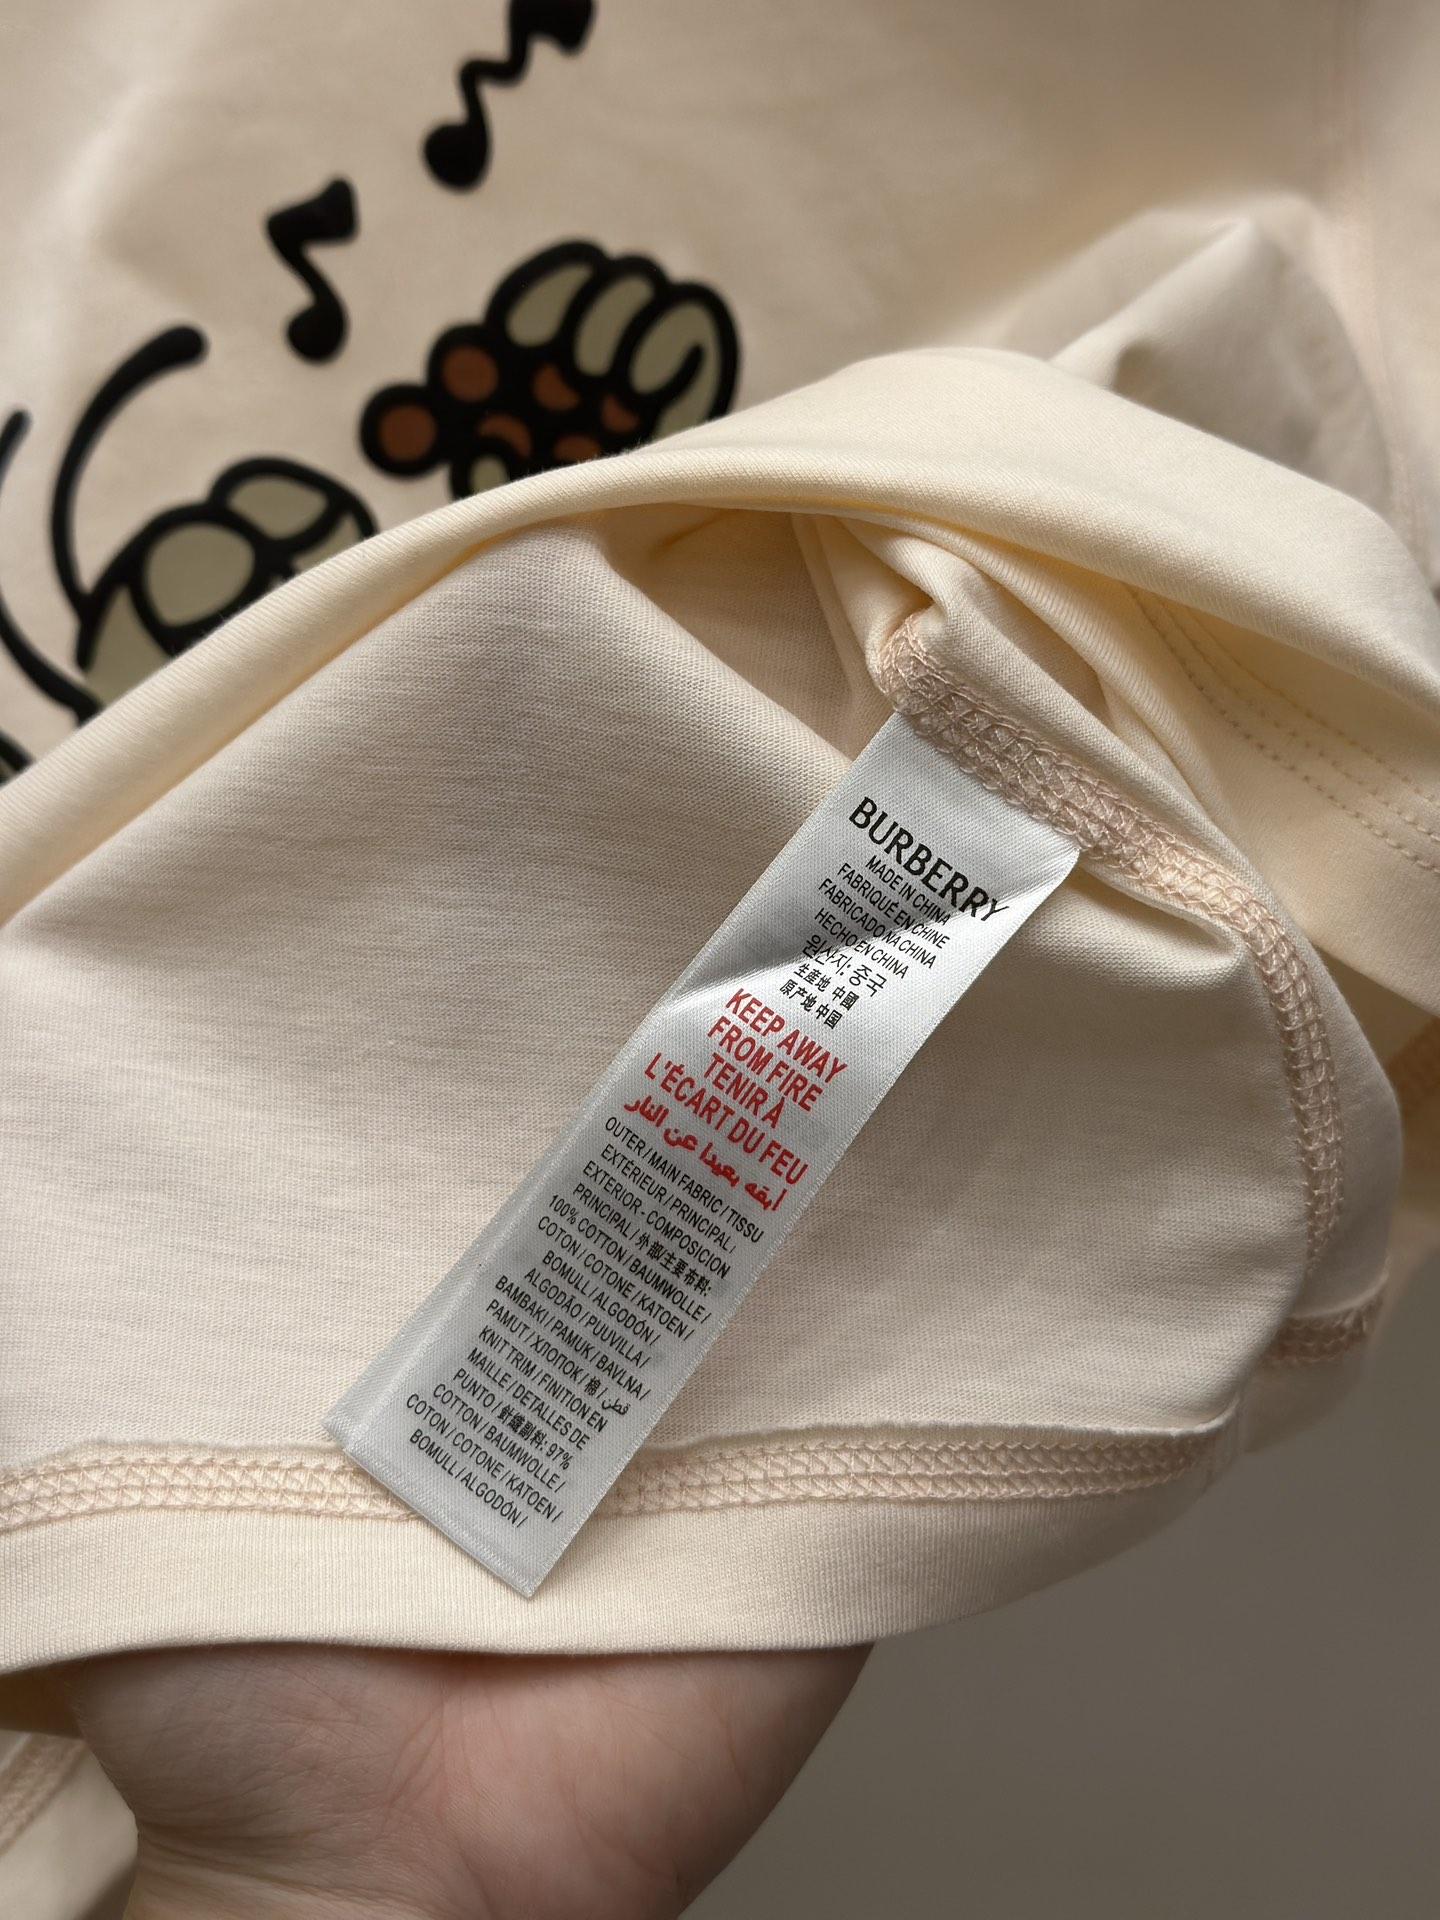 BURBERRY
MADE IN CHINA
FABRIQUÉ EN CHINE
FABRICADO NA CHINA
HECHO EN CHINA
원산지: 중국
生産地 中國
原产地 中国
KEEP AWAY
FROM FIRE
TENIR À
L'ÉCART DU FEU
أبقه بعيدا عن النار
OUTER / MAIN FABRIC / TISSU
EXTÉRIEUR / PRINCIPAL /
EXTERIOR - COMPOSICION
PRINCIPAL / 外部/主要布料:
100% COTTON / BAUMWOLLE /
COTON / COTONE / KATOEN /
BOMULL / ALGODÓN /
ALGODÃO / PUUVILLA /
BAMBAKI / PAMUK / BAVLNA /
PAMUT / ХЛОПОК / 棉 / قطن
KNIT TRIM / FINITION EN
MAILLE / DETALLES DE
PUNTO / 針縫副料: 97%
COTTON / BAUMWOLLE /
COTON / COTONE / KATOEN /
BOMULL / ALGODÓN /